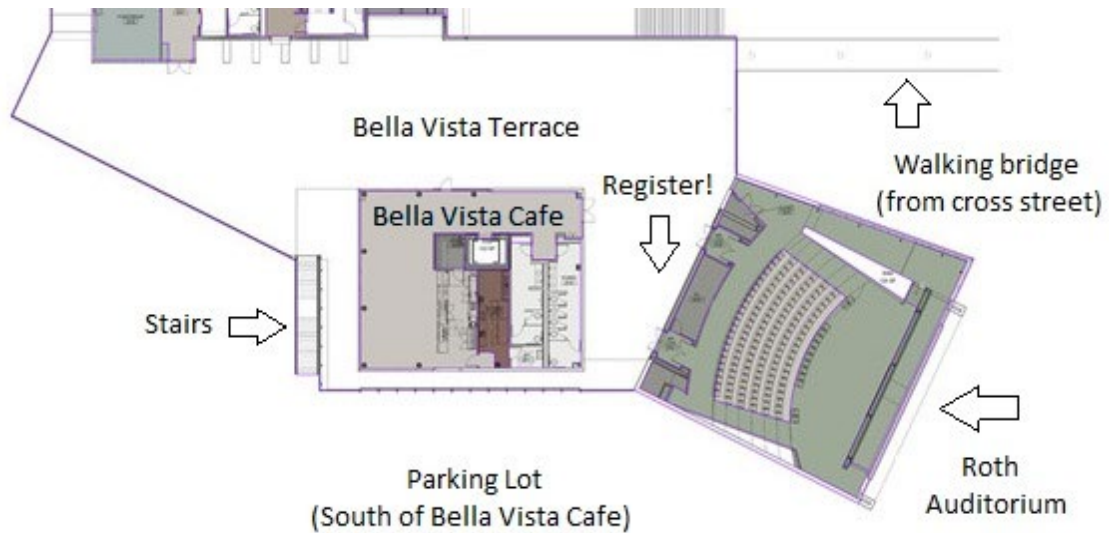 Bella Vista Terrace
Walking bridge
(from cross street)
Register!
Bella Vista Cafe
Stairs
Parking Lot
(South of Bella Vista Cafe)
Roth
Auditorium